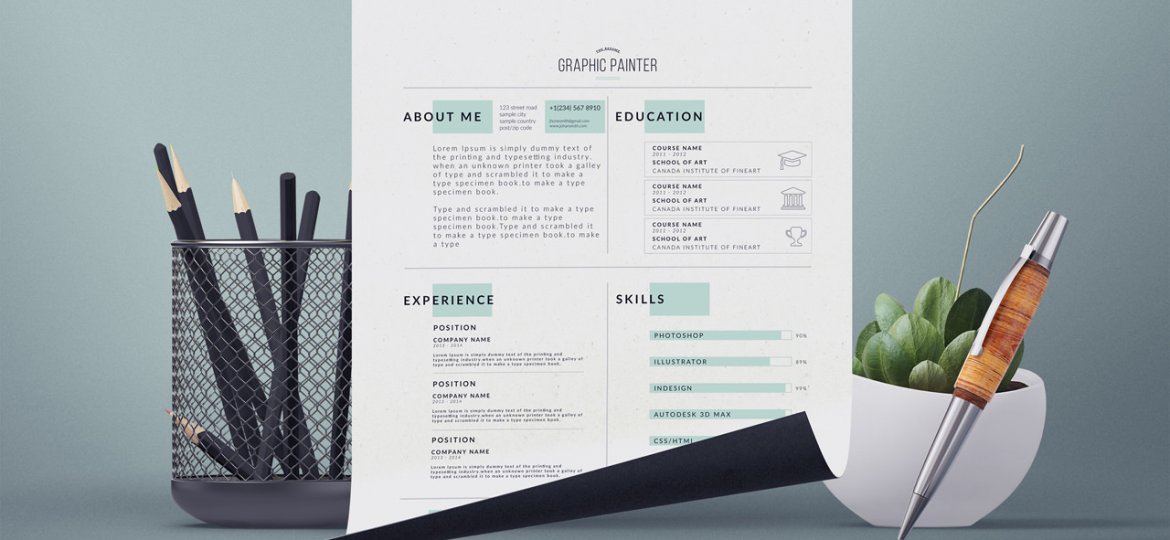 GRAPHIC PAINTER
ABOUT ME
123 street road
sample city
sample country
post/zip code
+1(234) 567 8910
Lorem Ipsum is simply dummy text of
the printing and typesetting industry.
when an unknown printer took a galley
of type and scrambled it to make a
type specimen book.to make a type
specimen book.
Type and scrambled it to make a type
specimen book.to make a type
specimen book.Type and scrambled it
to make a type specimen book.to make
a type
EDUCATION
COURSE NAME
2011 - 2012
SCHOOL OF ART
CANADA INSTITUTE OF FINEART
COURSE NAME
2011 - 2012
SCHOOL OF ART
CANADA INSTITUTE OF FINEART
COURSE NAME
2011 - 2012
SCHOOL OF ART
CANADA INSTITUTE OF FINEART
EXPERIENCE
POSITION
COMPANY NAME
2013 - 2014
Lorem Ipsum is simply dummy text of the printing and
typesetting industry.when an unknown printer took a galley of
type and scrambled it to make a type specimen book.
POSITION
COMPANY NAME
2013 - 2014
Lorem Ipsum is simply dummy text of the printing and
typesetting industry.when an unknown printer took a galley of
type and scrambled it to make a type specimen book.
POSITION
COMPANY NAME
2013 - 2014
Lorem Ipsum is simply dummy text of the printing and
typesetting industry.when an unknown printer took a galley of
type and scrambled it to make a type specimen book.
SKILLS
PHOTOSHOP 90%
ILLUSTRATOR 89%
INDESIGN 99%
AUTODESK 3D MAX
CSS/HTML